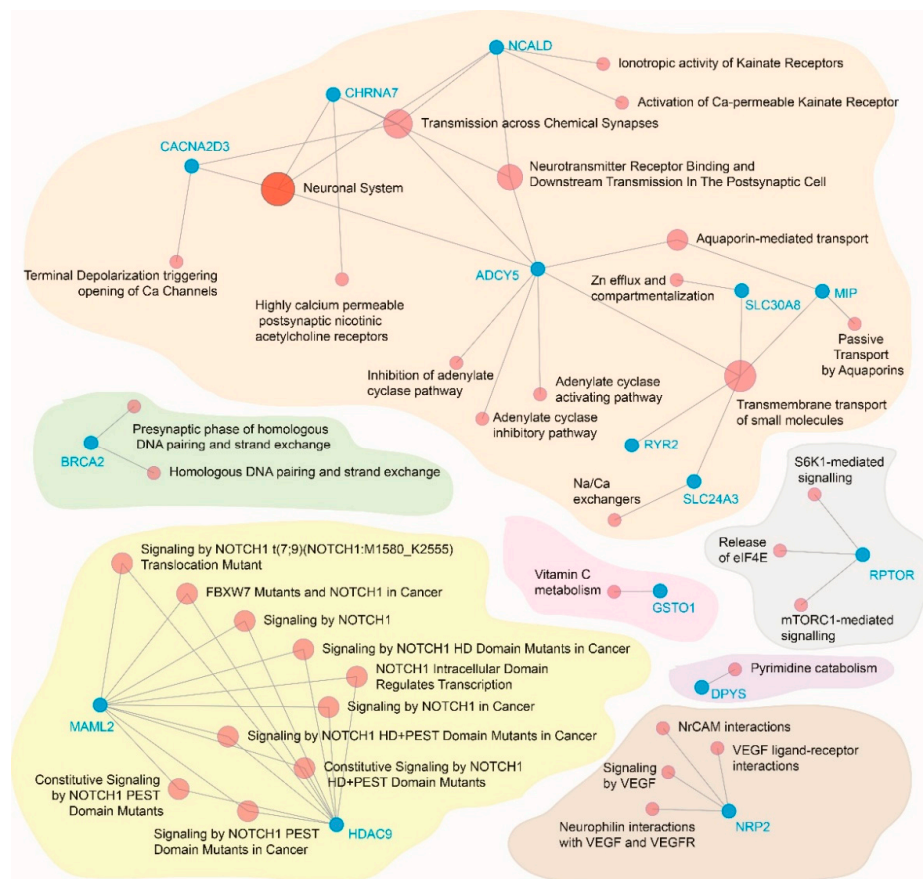 NCALD
Ionotropic activity of Kainate Receptors
CHRNA7
Activation of Ca-permeable Kainate Receptor
Transmission across Chemical Synapses
CACNA2D3
Neurotransmitter Receptor Binding and
Downstream Transmission In The Postsynaptic Cell
Neuronal System
Aquaporin-mediated transport
Terminal Depolarization triggering
opening of Ca Channels
ADCY5
Zn efflux and
compartmentalization
SLC30A8
MIP
Highly calcium permeable
postsynaptic nicotinic
acetylcholine receptors
Passive
Transport
by Aquaporins
Inhibition of adenylate
cyclase pathway
Adenylate cyclase
activating pathway
Adenylate cyclase
inhibitory pathway
Transmembrane transport
of small molecules
RYR2
Na/Ca
exchangers
SLC24A3
Presynaptic phase of homologous
DNA pairing and strand exchange
BRCA2
Homologous DNA pairing and strand exchange
S6K1-mediated
signalling
Release
of eIF4E
RPTOR
mTORC1-mediated
signalling
Vitamin C
metabolism
GSTO1
Pyrimidine catabolism
DPYS
Signaling by NOTCH1 t(7;9)(NOTCH1:M1580_K2555)
Translocation Mutant
FBXW7 Mutants and NOTCH1 in Cancer
Signaling by NOTCH1
Signaling by NOTCH1 HD Domain Mutants in Cancer
NOTCH1 Intracellular Domain
Regulates Transcription
MAML2
Signaling by NOTCH1 in Cancer
Signaling by NOTCH1 HD+PEST Domain Mutants in Cancer
Constitutive Signaling by NOTCH1
HD+PEST Domain Mutants
Constitutive Signaling
by NOTCH1 PEST
Domain Mutants
HDAC9
Signaling by NOTCH1 PEST
Domain Mutants in Cancer
NrCAM interactions
VEGF ligand-receptor
interactions
Signaling
by VEGF
Neurophilin interactions
with VEGF and VEGFR
NRP2